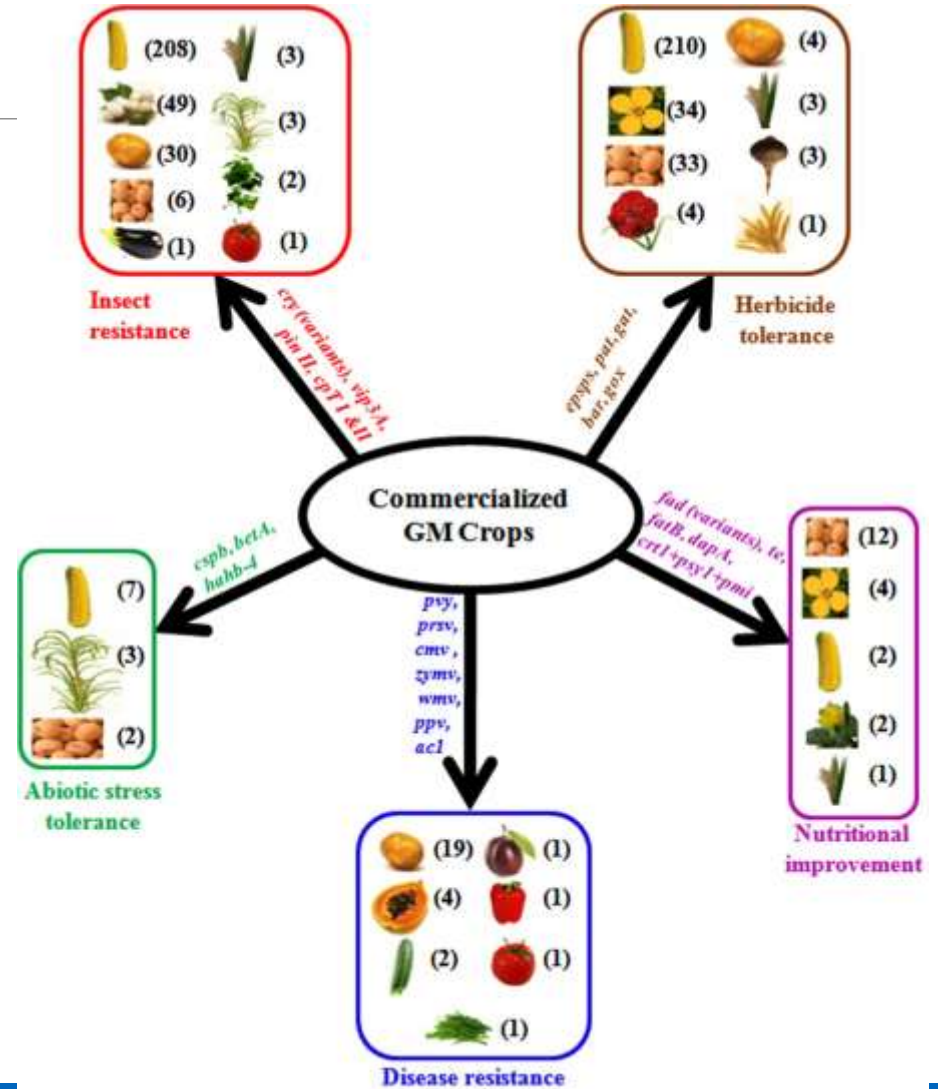 (208)
(3)
(49)
(3)
(30)
(2)
(6)
(1)
(1)
Insect
resistance
(210)
(4)
(34)
(3)
(33)
(3)
(4)
(1)
Herbicide
tolerance
cry (variants), vip3A,
pin II, cpT I &II
epsps, pat, gat,
bar, gox
Commercialized
GM Crops
cspb, betA,
hahb-4
fad (variants), te,
fatB, dapA,
crt1+psy1+pmi
(7)
(3)
(2)
Abiotic stress
tolerance
pvy,
prsv,
cmv ,
zymv,
wmv,
ppv,
ac1
(12)
(4)
(2)
(2)
(1)
Nutritional
improvement
(19)
(1)
(4)
(1)
(2)
(1)
(1)
Disease resistance